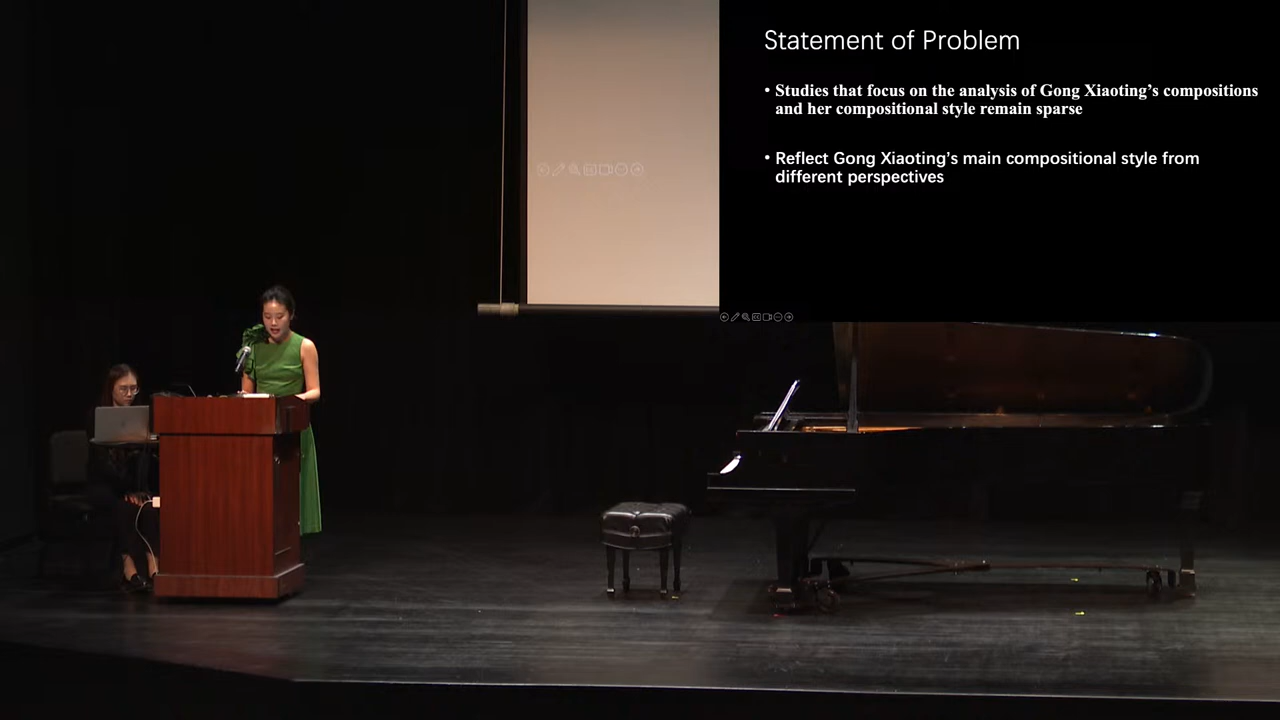 Statement of Problem
• Studies that focus on the analysis of Gong Xiaoting’s compositions
and her compositional style remain sparse
• Reflect Gong Xiaoting’s main compositional style from
different perspectives